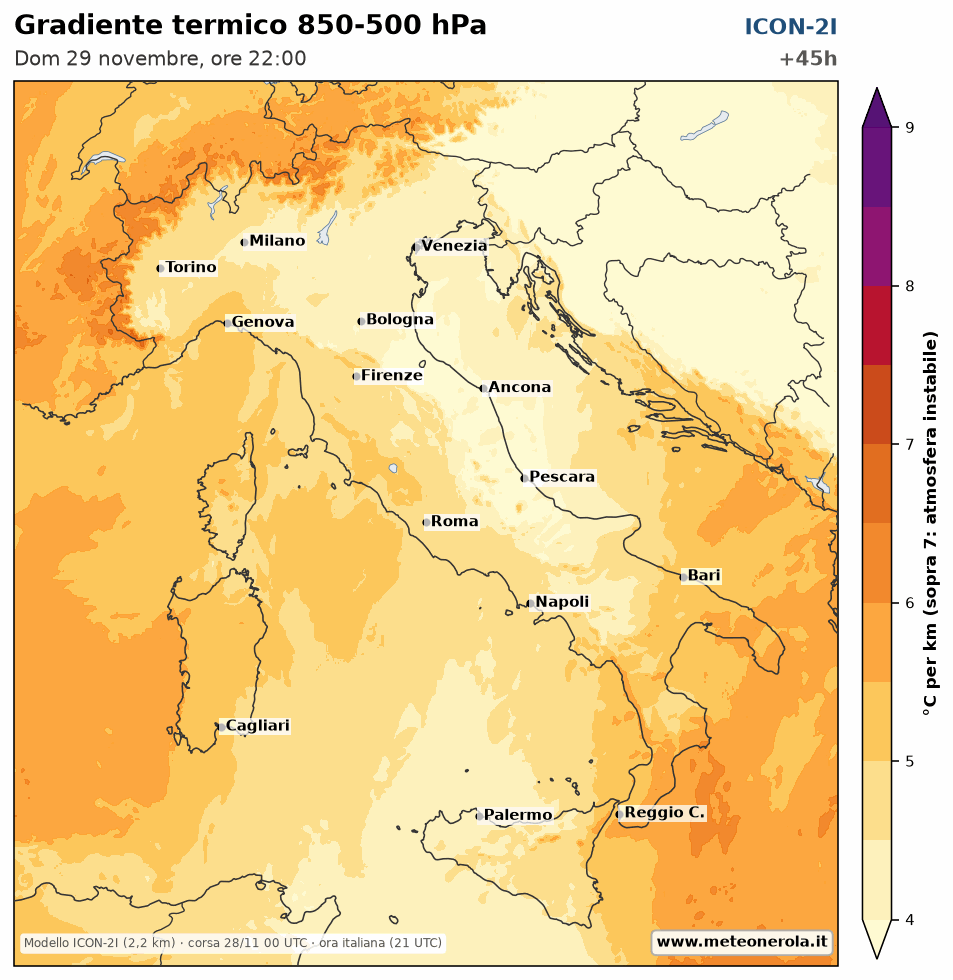 Gradiente termico 850-500 hPa
ICON-2I
Dom 29 novembre, ore 22:00
+45h
Milano
Venezia
Torino
Genova
Bologna
Firenze
Ancona
Pescara
Roma
Bari
Napoli
Cagliari
Palermo
Reggio C.
9
8
7
6
5
4
°C per km (sopra 7: atmosfera instabile)
Modello ICON-2I (2,2 km) · corsa 28/11 00 UTC · ora italiana (21 UTC)
www.meteonerola.it